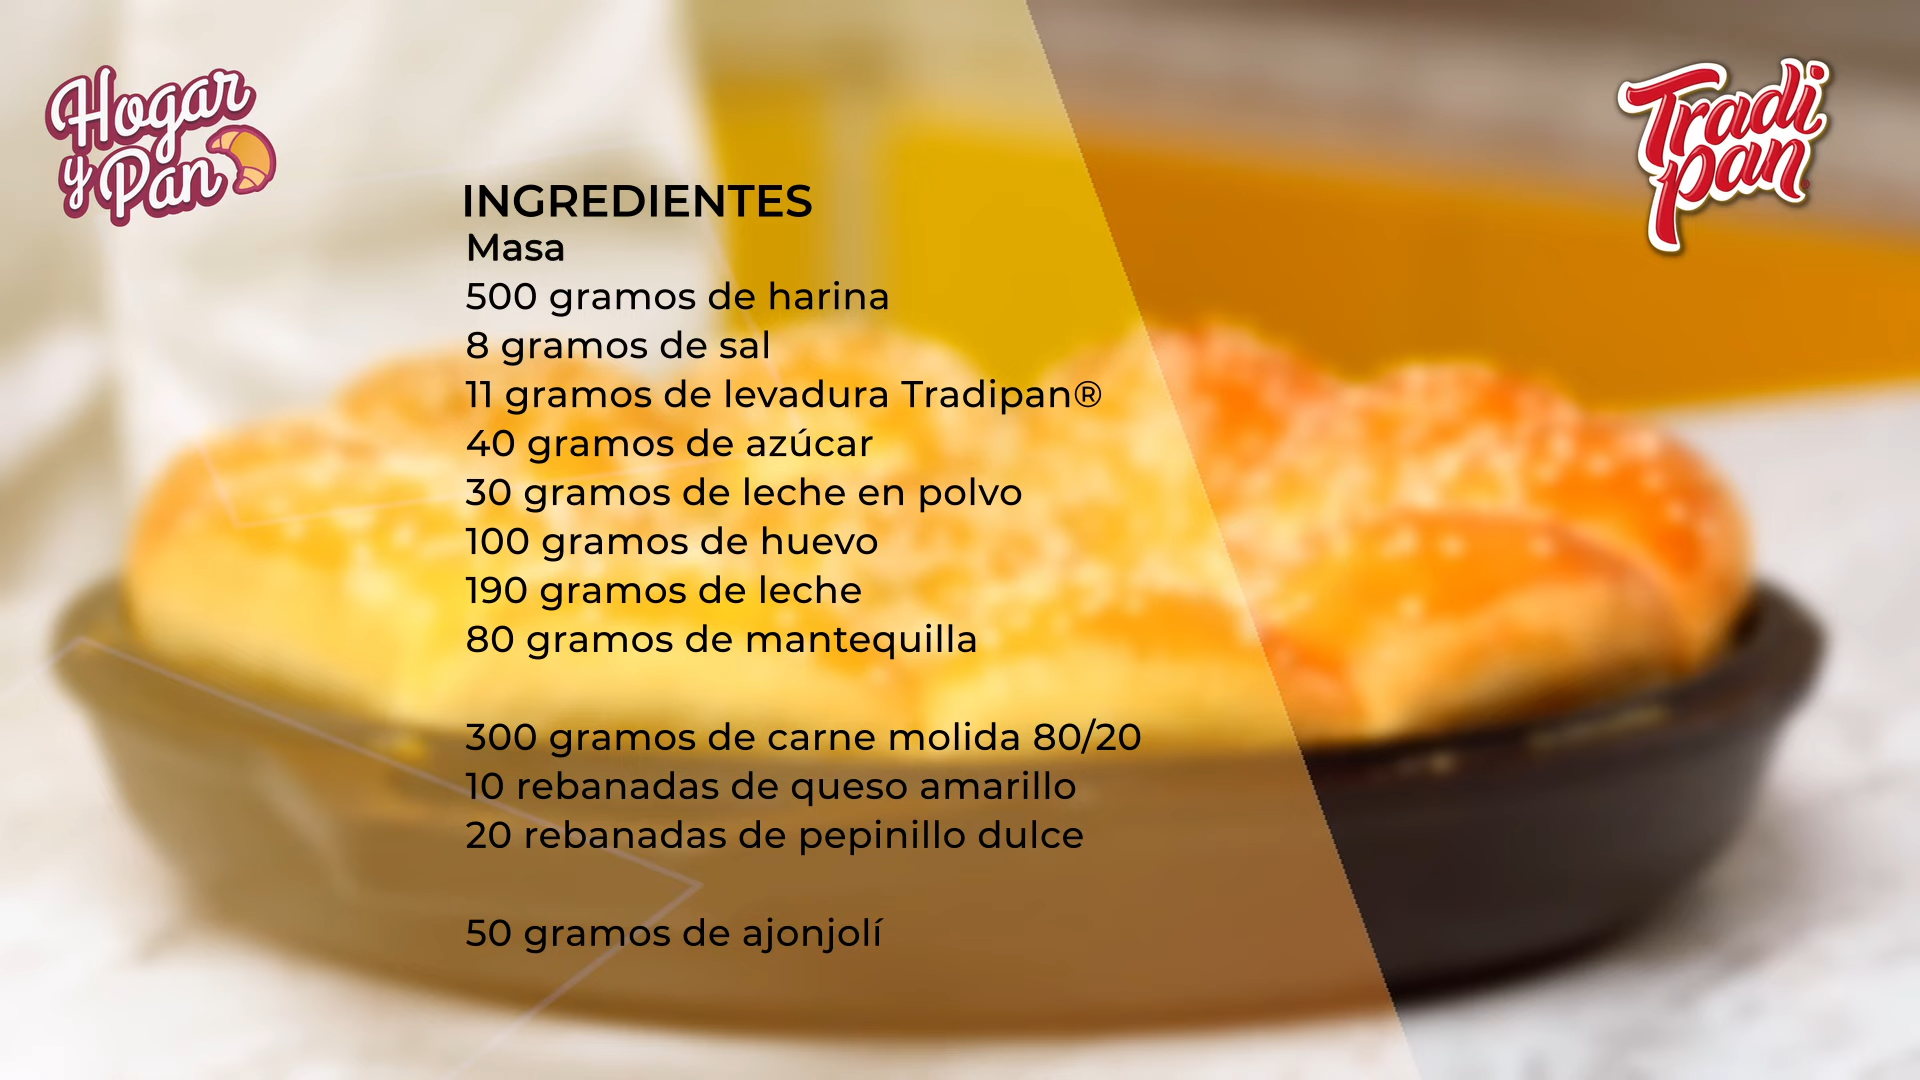 Hogar
y Pan
Tradi
pan
INGREDIENTES
Masa
500 gramos de harina
8 gramos de sal
11 gramos de levadura Tradipan®
40 gramos de azúcar
30 gramos de leche en polvo
100 gramos de huevo
190 gramos de leche
80 gramos de mantequilla
300 gramos de carne molida 80/20
10 rebanadas de queso amarillo
20 rebanadas de pepinillo dulce
50 gramos de ajonjolí